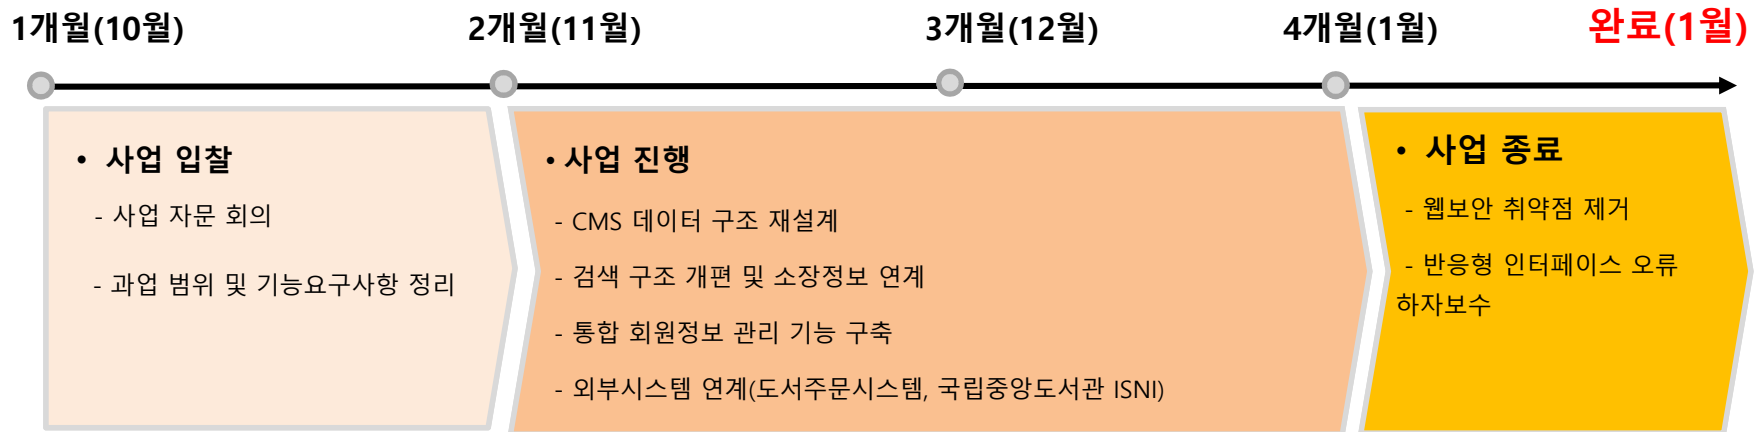 1개월(10월)
2개월(11월)
3개월(12월)
4개월(1월)
완료(1월)
• 사업 입찰
- 사업 자문 회의
- 과업 범위 및 기능요구사항 정리
• 사업 진행
- CMS 데이터 구조 재설계
- 검색 구조 개편 및 소장정보 연계
- 통합 회원정보 관리 기능 구축
- 외부시스템 연계(도서주문시스템, 국립중앙도서관 ISNI)
• 사업 종료
- 웹보안 취약점 제거
- 반응형 인터페이스 오류
하자보수